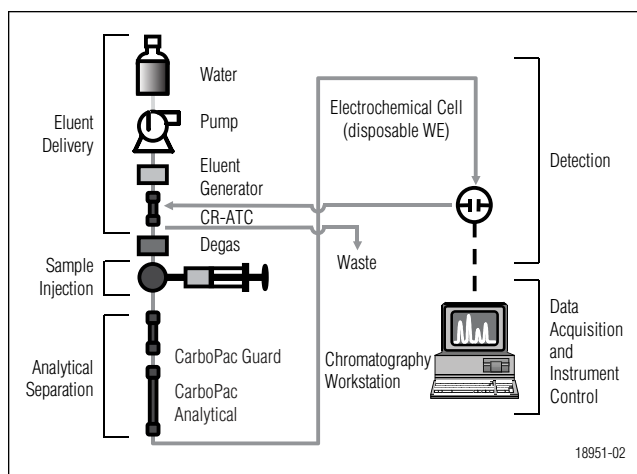 Eluent
Delivery
Water
Pump
Eluent
Generator
CR-ATC
Degas
Waste
Sample
Injection
Analytical
Separation
CarboPac Guard
CarboPac
Analytical
Electrochemical Cell
(disposable WE)
Detection
Chromatography
Workstation
Data
Acquisition
and
Instrument
Control
18951-02